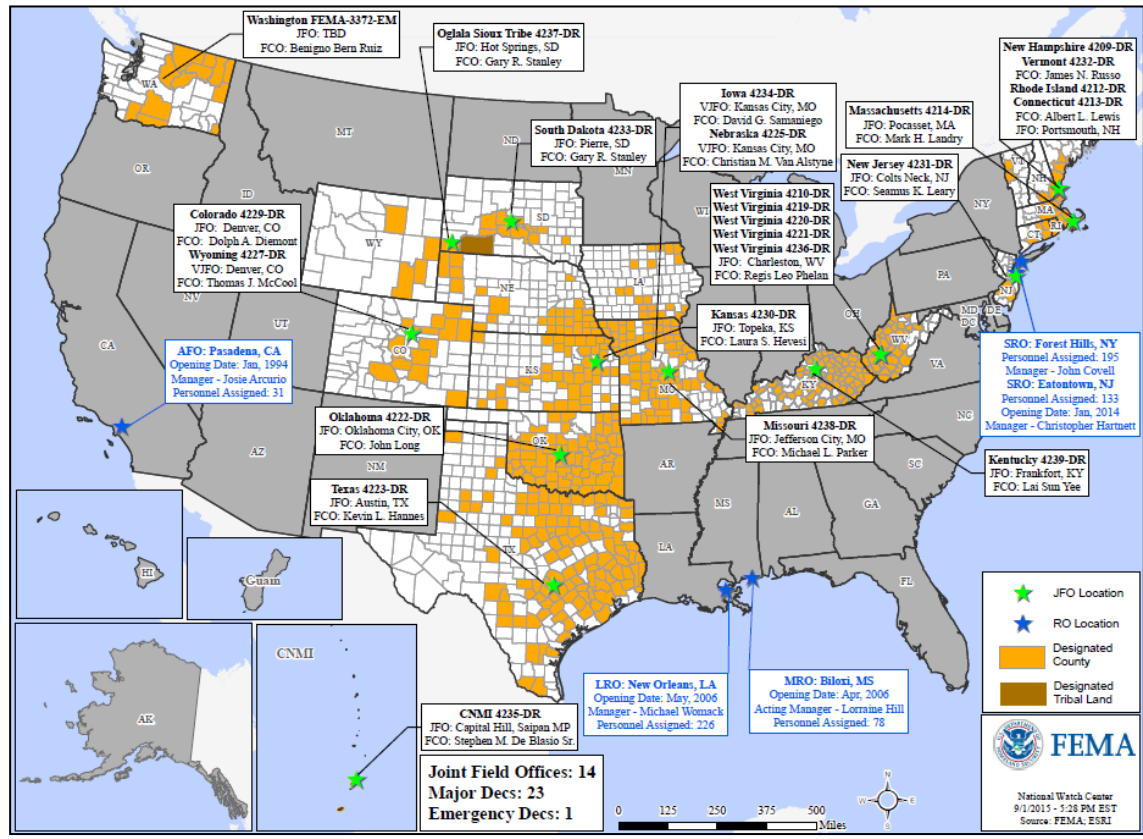 Washington FEMA-3372-EM
JFO: TBD
FCO: Benigno Bern Ruiz
Oglala Sioux Tribe 4237-DR
JFO: Hot Springs, SD
FCO: Gary R. Stanley
South Dakota 4233-DR
JFO: Pierre, SD
FCO: Gary R. Stanley
Iowa 4234-DR
VJFO: Kansas City, MO
FCO: David G. Samaniego
Nebraska 4225-DR
VJFO: Kansas City, MO
FCO: Christian M. Van Alstyne
Massachusetts 4214-DR
JFO: Pocasset, MA
FCO: Mark H. Landry
New Hampshire 4209-DR
Vermont 4232-DR
FCO: James N. Russo
Rhode Island 4212-DR
Connecticut 4213-DR
FCO: Albert L. Lewis
JFO: Portsmouth, NH
New Jersey 4231-DR
JFO: Colts Neck, NJ
FCO: Seamus K. Leary
West Virginia 4210-DR
West Virginia 4219-DR
West Virginia 4220-DR
West Virginia 4221-DR
West Virginia 4236-DR
JFO: Charleston, WV
FCO: Regis Leo Phelan
Colorado 4229-DR
JFO: Denver, CO
FCO: Dolph A. Diemont
Wyoming 4227-DR
VJFO: Denver, CO
FCO: Thomas J. McCool
Kansas 4230-DR
JFO: Topeka, KS
FCO: Laura S. Hevesi
AFO: Pasadena, CA
Opening Date: Jan, 1994
Manager - Josie Arcurio
Personnel Assigned: 31
SRO: Forest Hills, NY
Personnel Assigned: 195
Manager - John Covell
SRO: Eatontown, NJ
Personnel Assigned: 133
Opening Date: Jan, 2014
Manager - Christopher Hartnett
Oklahoma 4222-DR
JFO: Oklahoma City, OK
FCO: John Long
Missouri 4238-DR
JFO: Jefferson City, MO
FCO: Michael L. Parker
Kentucky 4239-DR
JFO: Frankfort, KY
FCO: Lai Sun Yee
Texas 4223-DR
JFO: Austin, TX
FCO: Kevin L. Hannes
LRO: New Orleans, LA
Opening Date: May, 2006
Manager - Michael Womack
Personnel Assigned: 226
MRO: Biloxi, MS
Opening Date: Apr, 2006
Acting Manager - Lorraine Hill
Personnel Assigned: 78
CNMI 4235-DR
JFO: Capital Hill, Saipan MP
FCO: Stephen M. De Blasio Sr.
Joint Field Offices: 14
Major Decs: 23
Emergency Decs: 1
WA
MT
ND
MN
OR
ID
WY
SD
WI
NY
VT
NH
MA
CT
RI
PA
NJ
NV
UT
NE
IA
OH
MD
DE
DC
CA
CO
KS
MO
KY
WV
VA
AZ
NM
OK
AR
NC
SC
TX
LA
MS
AL
GA
FL
HI
Guam
AK
CNMI
JFO Location
RO Location
Designated
County
Designated
Tribal Land
FEMA
National Watch Center
9/1/2015 - 5:28 PM EST
Source: FEMA; ESRI
N
W
E
S
0 125 250 375 500
Miles